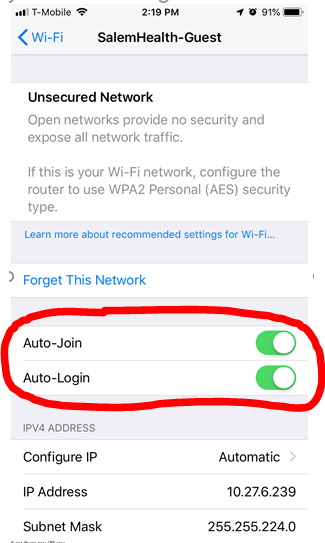 T-Mobile 2:19 PM 91%
Wi-Fi SalemHealth-Guest
Unsecured Network
Open networks provide no security and
expose all network traffic.
If this is your Wi-Fi network, configure the
router to use WPA2 Personal (AES) security
type.
Learn more about recommended settings for Wi-Fi...
Forget This Network
Auto-Join
Auto-Login
IPV4 ADDRESS
Configure IP Automatic
IP Address 10.27.6.239
Subnet Mask 255.255.224.0